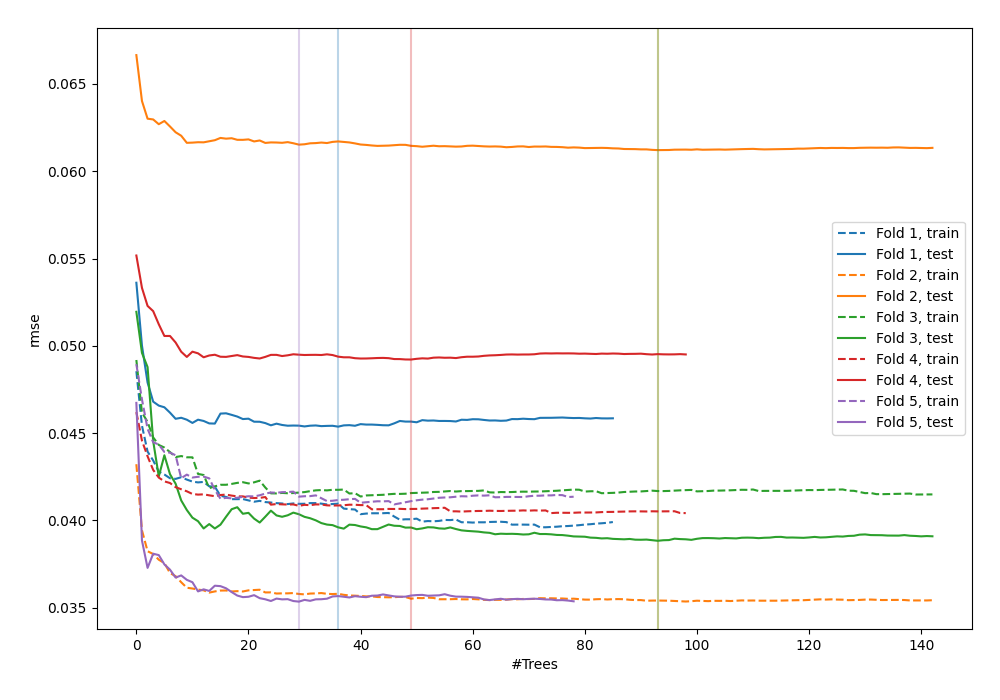 0.065
0.060
0.055
0.050
0.045
0.040
0.035
rmse
0 20 40 60 80 100 120 140
#Trees
Fold 1, train
Fold 1, test
Fold 2, train
Fold 2, test
Fold 3, train
Fold 3, test
Fold 4, train
Fold 4, test
Fold 5, train
Fold 5, test